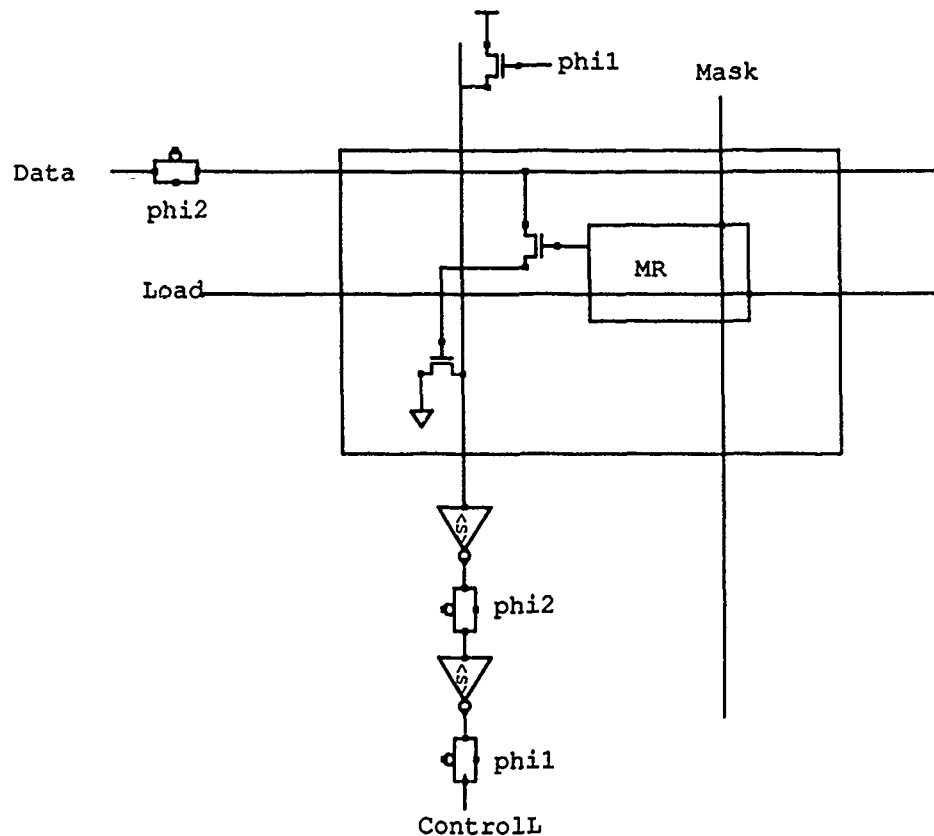 phi1
Mask
Data
phi2
MR
Load
<s>
phi2
<s>
phi1
ControlL